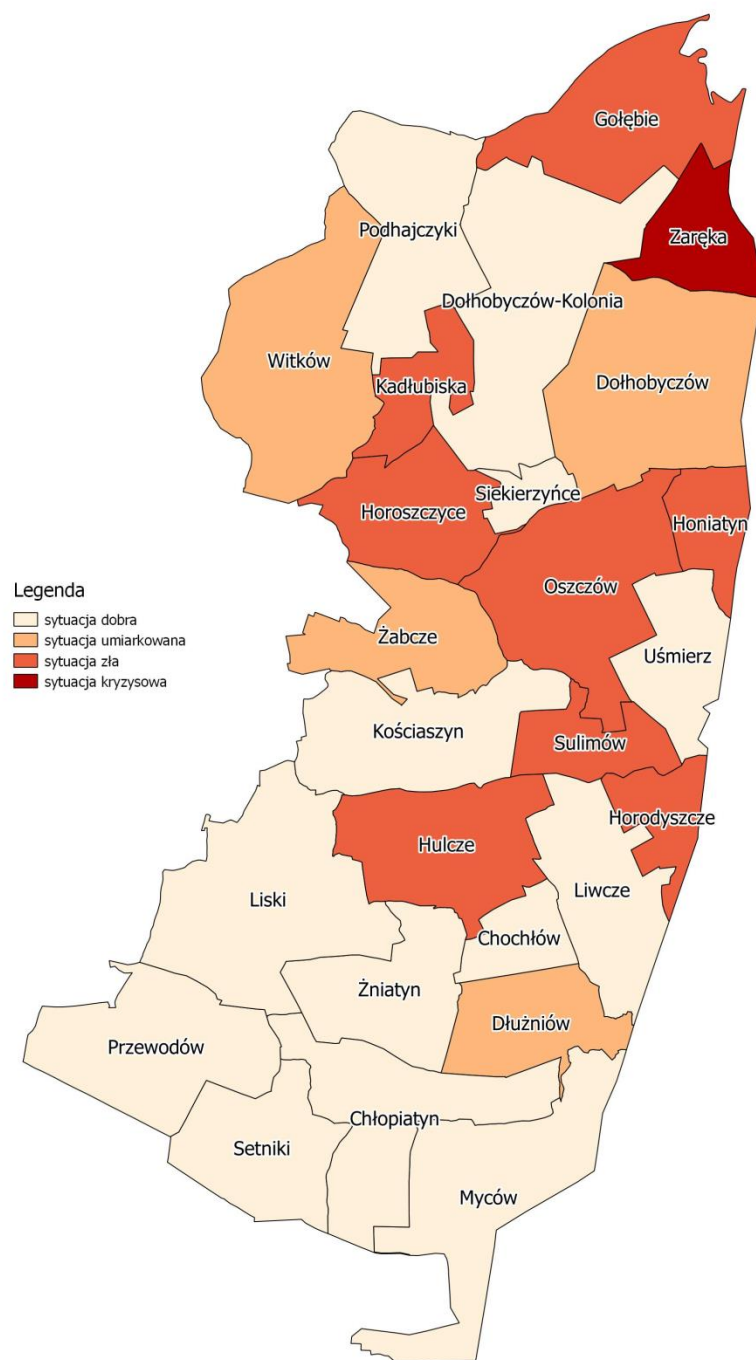 Gołębie
Zaręka
Podhajczyki
Dołhobyczów-Kolonia
Witków
Dołhobyczów
Kadłubiska
Siekierzyńce
Horoszczyce
Honiatyn
Oszczów
Legenda
sytuacja dobra
sytuacja umiarkowana
sytuacja zła
sytuacja kryzysowa
Żabcze
Uśmierz
Kościaszyn
Sulimów
Horodyszcze
Hulcze
Liski
Liwcze
Chochłów
Żniatyn
Dłużniów
Przewodów
Chłopiatyn
Setniki
Myców